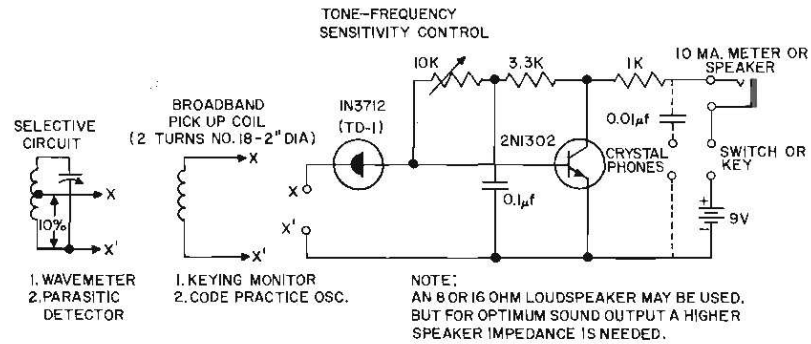 TONE-FREQUENCY
SENSITIVITY CONTROL
10K
3.3K
1K
10 MA. METER OR
SPEAKER
BROADBAND
PICK UP COIL
(2 TURNS NO. 18-2" DIA)
IN3712
(TD-1)
SELECTIVE
CIRCUIT
2N1302
0.01μf
CRYSTAL
PHONES
SWITCH OR
KEY
X
X
X
10%
X'
X'
X'
0.1μf
+
-
9V
1. WAVEMETER
2. PARASITIC
DETECTOR
1. KEYING MONITOR
2. CODE PRACTICE OSC.
NOTE:
AN 8 OR 16 OHM LOUDSPEAKER MAY BE USED,
BUT FOR OPTIMUM SOUND OUTPUT A HIGHER
SPEAKER IMPEDANCE IS NEEDED.